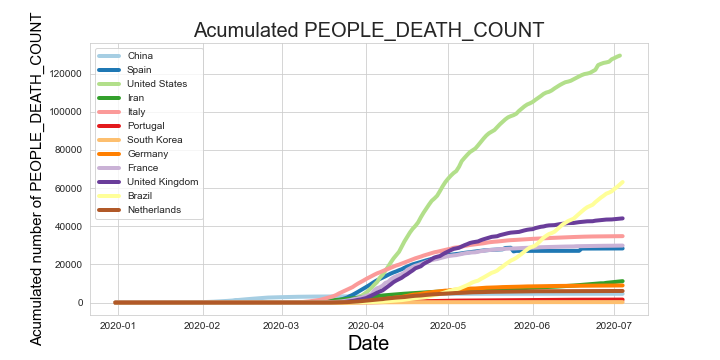 Acumulated PEOPLE_DEATH_COUNT
Acumulated number of PEOPLE_DEATH_COUNT
China
Spain
United States
Iran
Italy
Portugal
South Korea
Germany
France
United Kingdom
Brazil
Netherlands
120000
100000
80000
60000
40000
20000
0
2020-01 2020-02 2020-03 2020-04 2020-05 2020-06 2020-07
Date